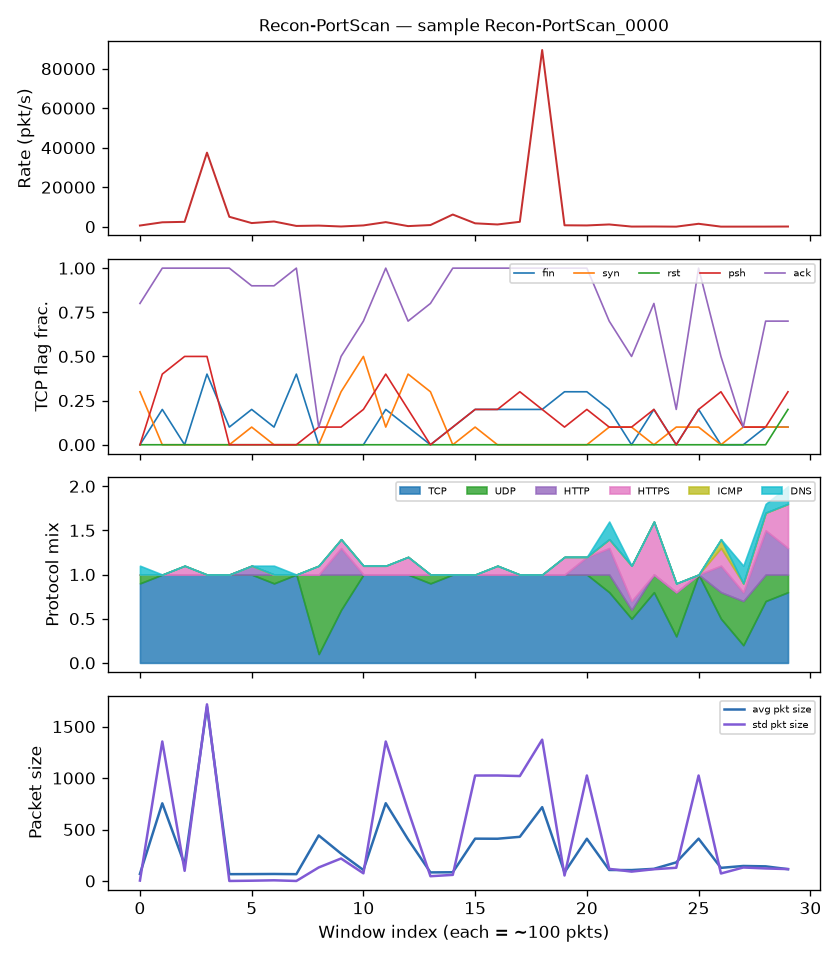 Recon-PortScan — sample Recon-PortScan_0000
Rate (pkt/s)
80000
60000
40000
20000
0
TCP flag frac.
1.00
0.75
0.50
0.25
0.00
fin syn rst psh ack
Protocol mix
2.0
1.5
1.0
0.5
0.0
TCP UDP HTTP HTTPS ICMP DNS
Packet size
1500
1000
500
0
avg pkt size
std pkt size
0 5 10 15 20 25 30
Window index (each = ~100 pkts)